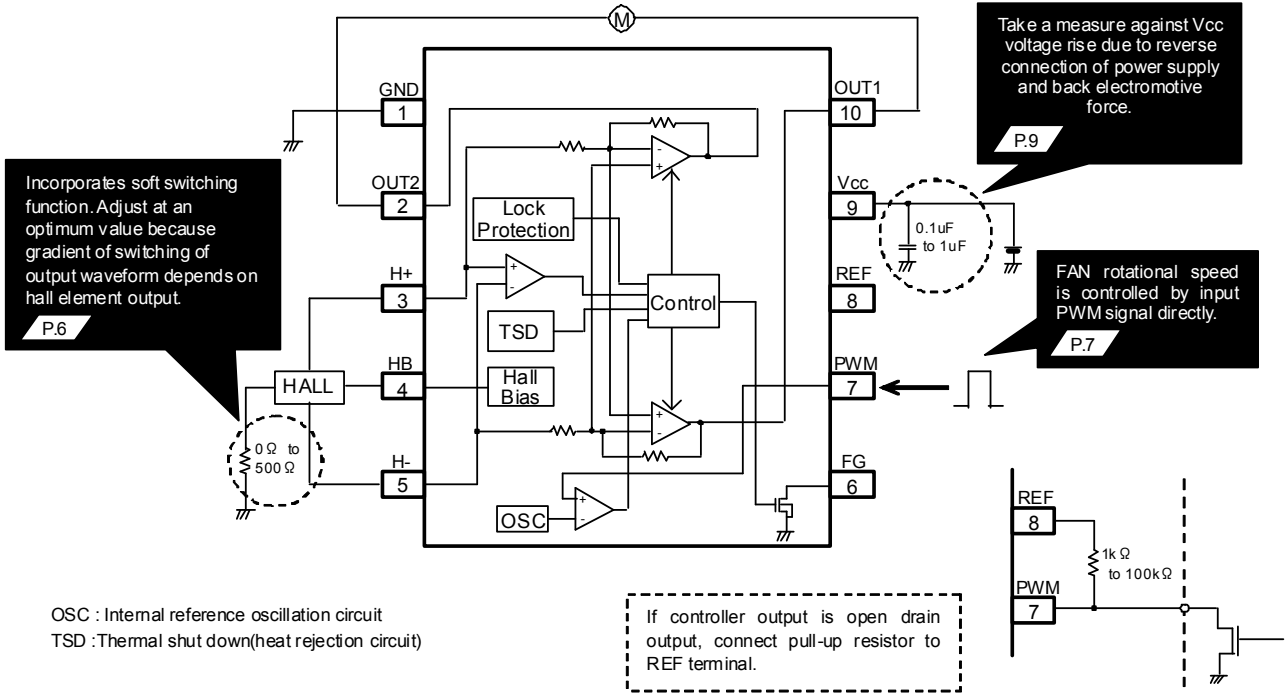 M
Take a measure against Vcc
voltage rise due to reverse
connection of power supply
and back electromotive
force.
P.9
GND
1
OUT1
10
Incorporates soft switching
function. Adjust at an
optimum value because
gradient of switching of
output waveform depends on
hall element output.
P.6
OUT2
2
Vcc
9
Lock
Protection
0.1uF
to 1uF
H+
3
REF
8
Control
TSD
FAN rotational speed
is controlled by input
PWM signal directly.
P.7
HALL
HB
4
Hall
Bias
PWM
7
0Ω to
500Ω
H-
5
FG
6
OSC
REF
8
1kΩ
to 100kΩ
PWM
7
OSC : Internal reference oscillation circuit
TSD : Thermal shut down(heat rejection circuit)
If controller output is open drain
output, connect pull-up resistor to
REF terminal.
- 
+
+
-
+
-
+
-